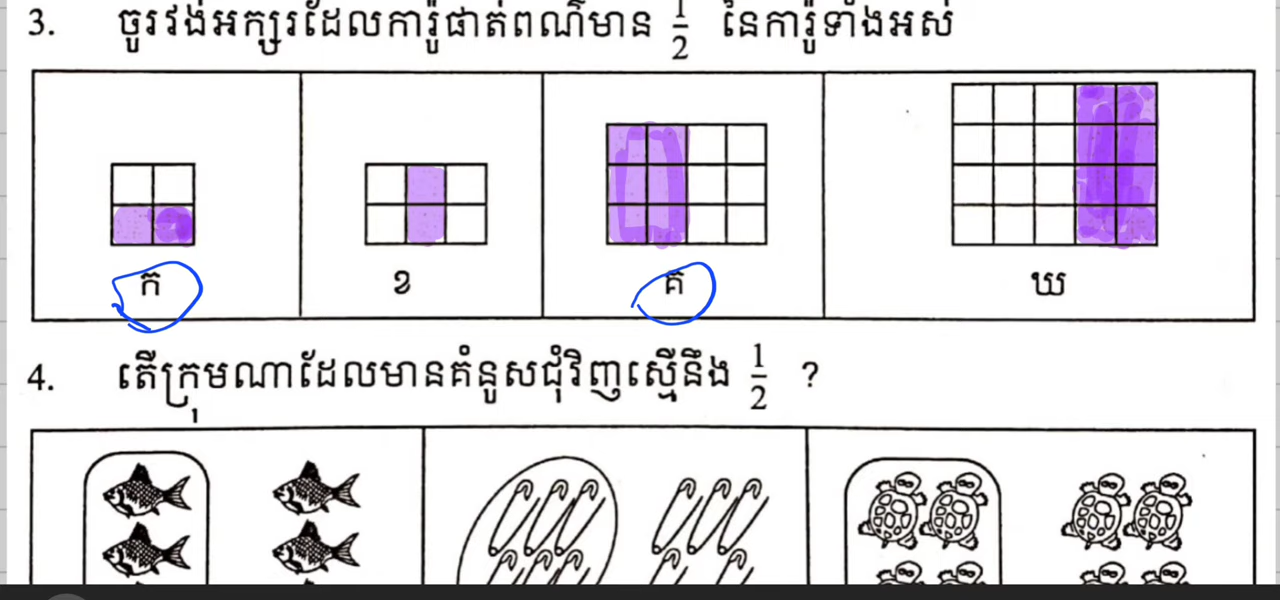 3. ចូរវង់អក្សរដែលការ៉ូផាត់ពណ៌មាន 1/2 នៃការ៉ូទាំងអស់
ក ខ គ ឃ
4. តើក្រុមណាដែលមានគំនូសជុំវិញស្មើនឹង 1/2 ?